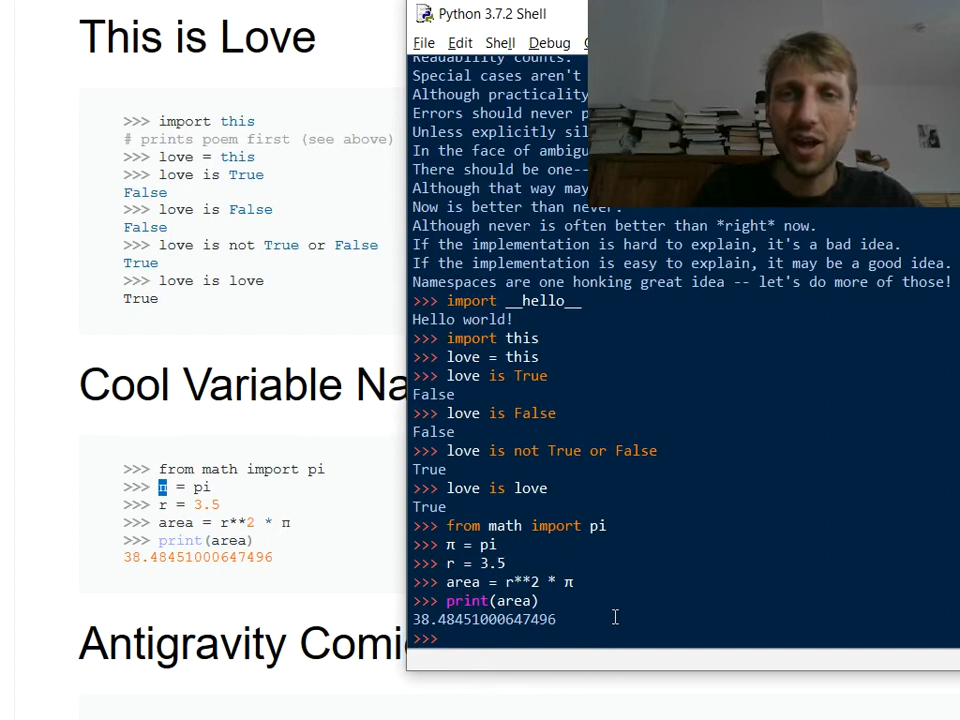 This is Love
>>> import this
# prints poem first (see above)
>>> love = this
>>> love is True
False
>>> love is False
False
>>> love is not True or False
True
>>> love is love
True
Cool Variable Na
>>> from math import pi
>>> π = pi
>>> r = 3.5
>>> area = r**2 * π
>>> print(area)
38.48451000647496
Antigravity Comi
Python 3.7.2 Shell
File Edit Shell Debug
Readability counts.
Special cases aren't
Although practicality
Errors should never p
Unless explicitly sil
In the face of ambigu
There should be one--
Although that way may
Now is better than never.
Although never is often better than *right* now.
If the implementation is hard to explain, it's a bad idea.
If the implementation is easy to explain, it may be a good idea.
Namespaces are one honking great idea -- let's do more of those!
>>> import __hello__
Hello world!
>>> import this
>>> love = this
>>> love is True
False
>>> love is False
False
>>> love is not True or False
True
>>> love is love
True
>>> from math import pi
>>> π = pi
>>> r = 3.5
>>> area = r**2 * π
>>> print(area)
38.48451000647496
>>>